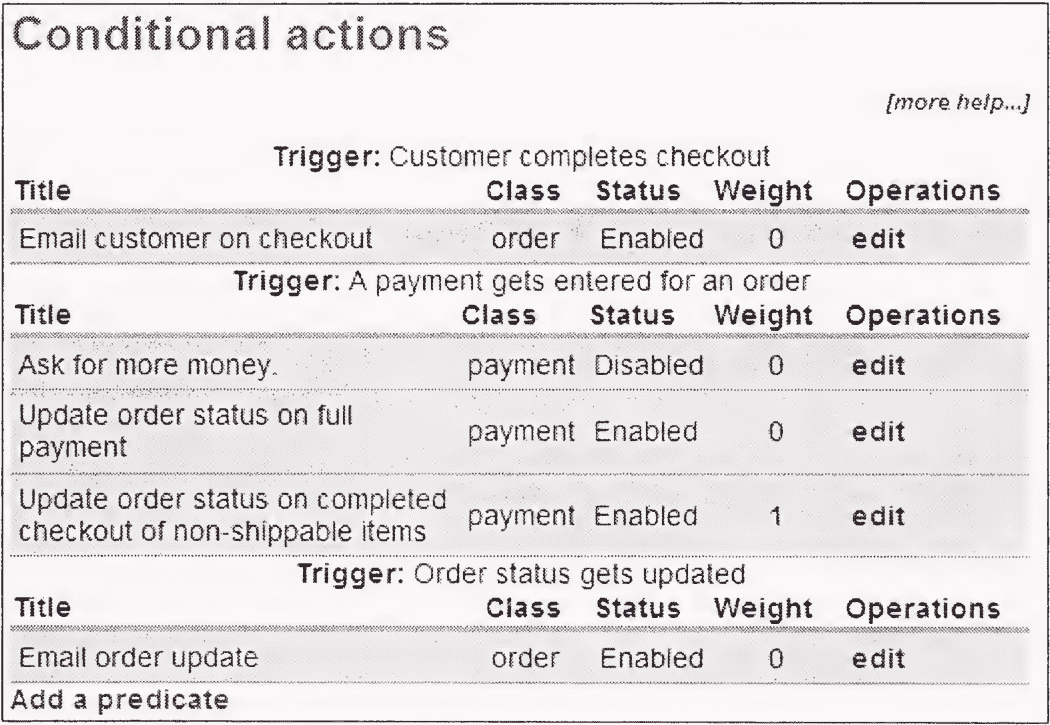 Conditional actions
[more help...]
Trigger: Customer completes checkout
Title Class Status Weight Operations
Email customer on checkout order Enabled 0 edit
Trigger: A payment gets entered for an order
Title Class Status Weight Operations
Ask for more money. payment Disabled 0 edit
Update order status on full
payment payment Enabled 0 edit
Update order status on completed
checkout of non-shippable items payment Enabled 1 edit
Trigger: Order status gets updated
Title Class Status Weight Operations
Email order update order Enabled 0 edit
Add a predicate